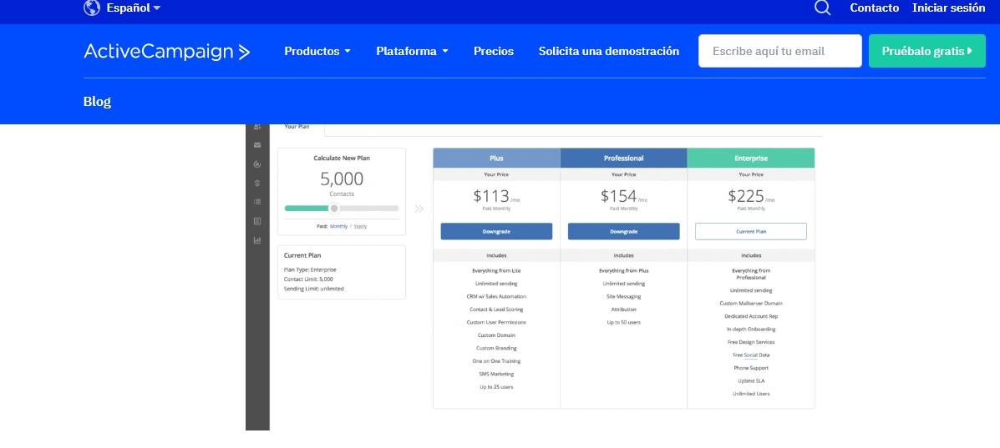 Español
Contacto
Iniciar sesión
ActiveCampaign
Productos
Plataforma
Precios
Solicita una demostración
Escribe aquí tu email
Pruébalo gratis
Blog
Your Plan
Calculate New Plan
5,000
Contacts
Paid: Monthly / Yearly
Current Plan
Plan Type: Enterprise
Contact Limit: 5,000
Sending Limit: unlimited
Plus
Your Price
$113 /mo
Paid Monthly
Downgrade
Includes
Everything from Lite
Unlimited sending
CRM w/ Sales Automation
Contact & Lead Scoring
Custom User Permissions
Custom Domain
Custom Branding
One on One Training
SMS Marketing
Up to 25 users
Professional
Your Price
$154 /mo
Paid Monthly
Downgrade
Includes
Everything from Plus
Unlimited sending
Site Messaging
Attribution
Up to 50 users
Enterprise
Your Price
$225 /mo
Paid Monthly
Current Plan
Includes
Everything from
Professional
Unlimited sending
Custom Mailserver Domain
Dedicated Account Rep
In-depth Onboarding
Free Design Services
Free Social Data
Phone Support
Uptime SLA
Unlimited Users